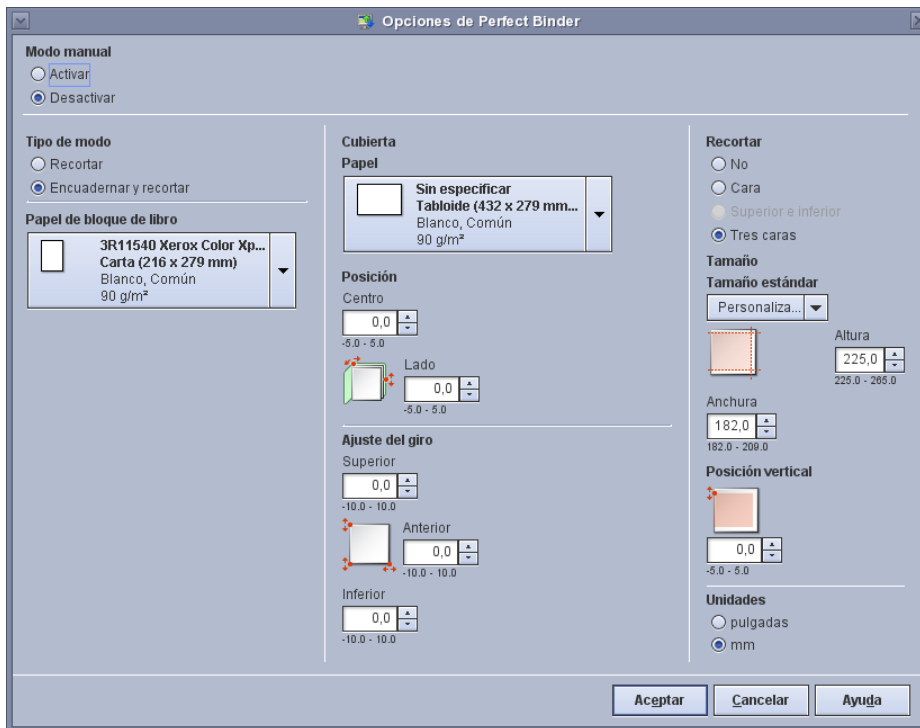 Opciones de Perfect Binder
Modo manual
Activar
Desactivar
Tipo de modo
Recortar
Encuadernar y recortar
Papel de bloque de libro
3R11540 Xerox Color Xp...
Carta (216 x 279 mm)
Blanco, Común
90 g/m²
Cubierta
Papel
Sin especificar
Tabloide (432 x 279 mm...
Blanco, Común
90 g/m²
Posición
Centro
0,0
-5.0 - 5.0
Lado
0,0
-5.0 - 5.0
Ajuste del giro
Superior
0,0
-10.0 - 10.0
Anterior
0,0
-10.0 - 10.0
Inferior
0,0
-10.0 - 10.0
Recortar
No
Cara
Superior e inferior
Tres caras
Tamaño
Tamaño estándar
Personaliza...
Altura
225,0
225.0 - 265.0
Anchura
182,0
182.0 - 209.0
Posición vertical
0,0
-5.0 - 5.0
Unidades
pulgadas
mm
Aceptar
Cancelar
Ayuda